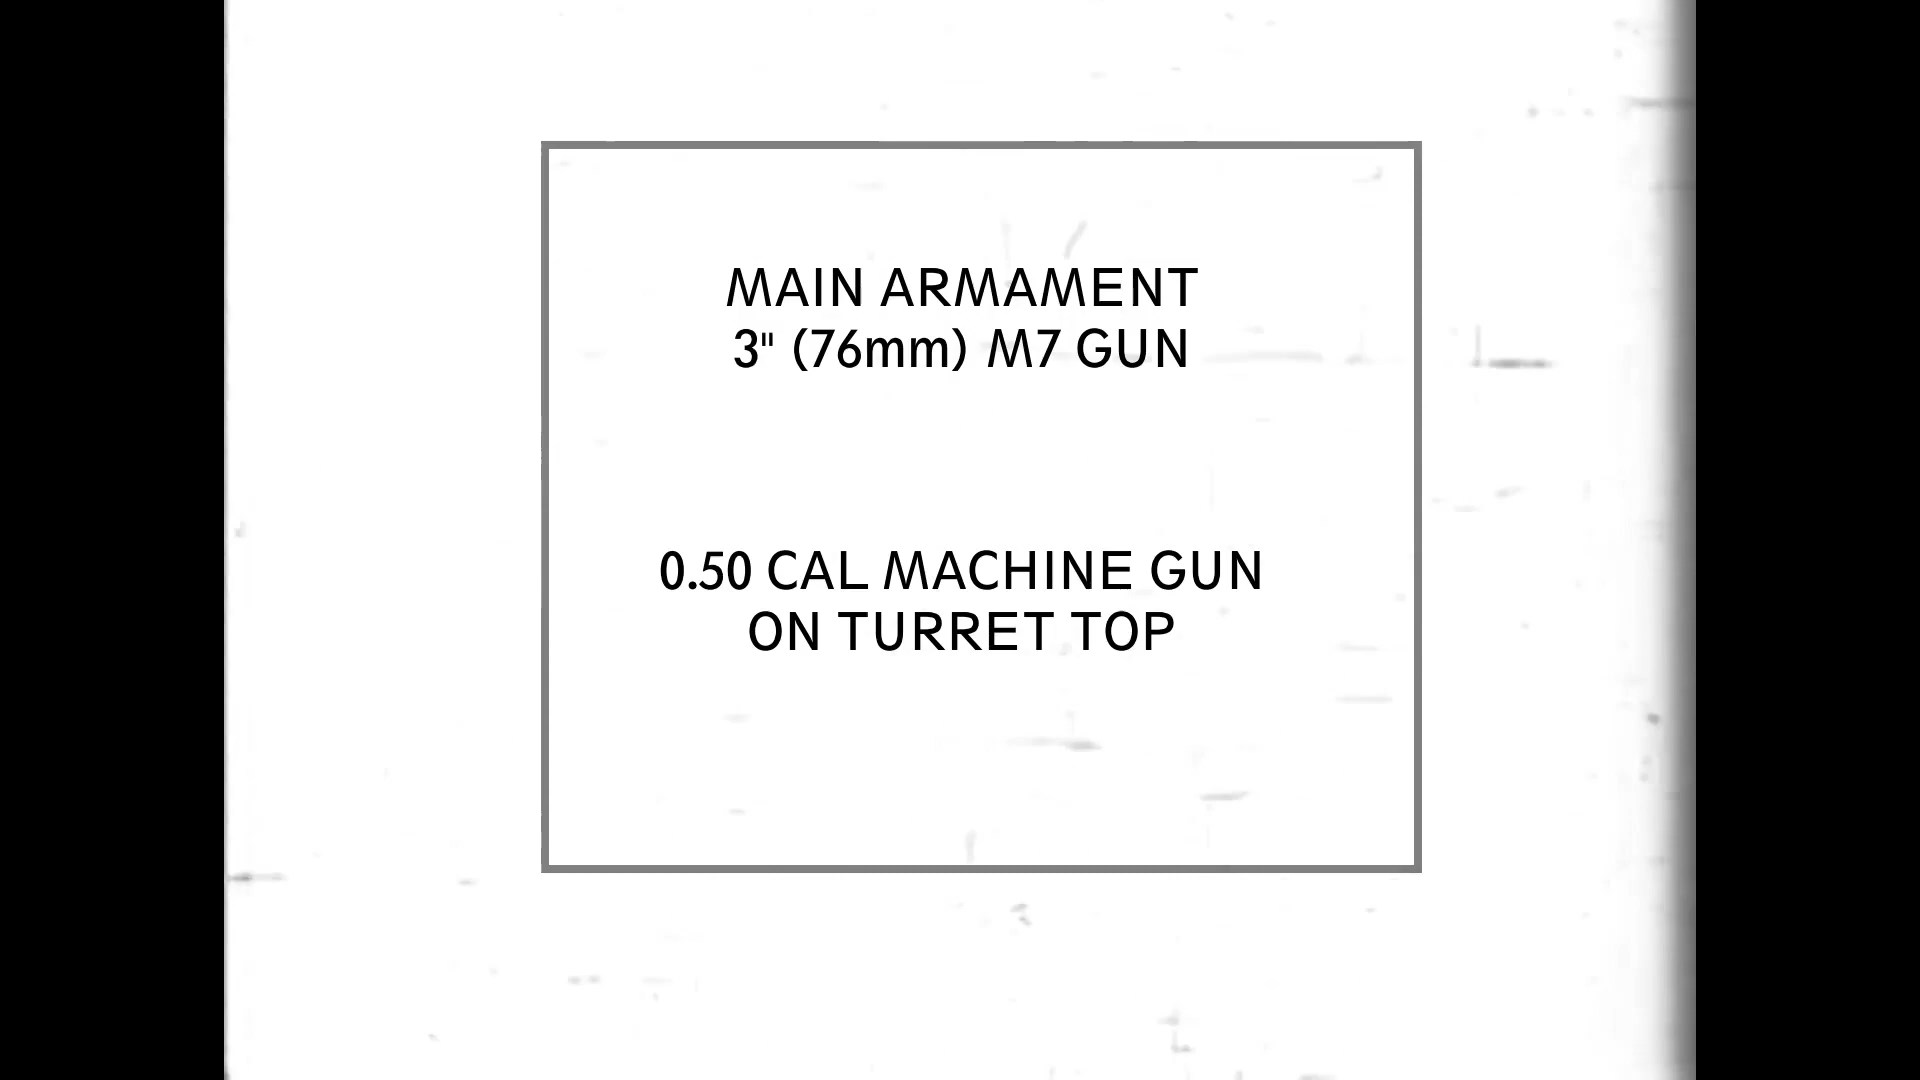 MAIN ARMAMENT
3" (76mm) M7 GUN
0.50 CAL MACHINE GUN
ON TURRET TOP